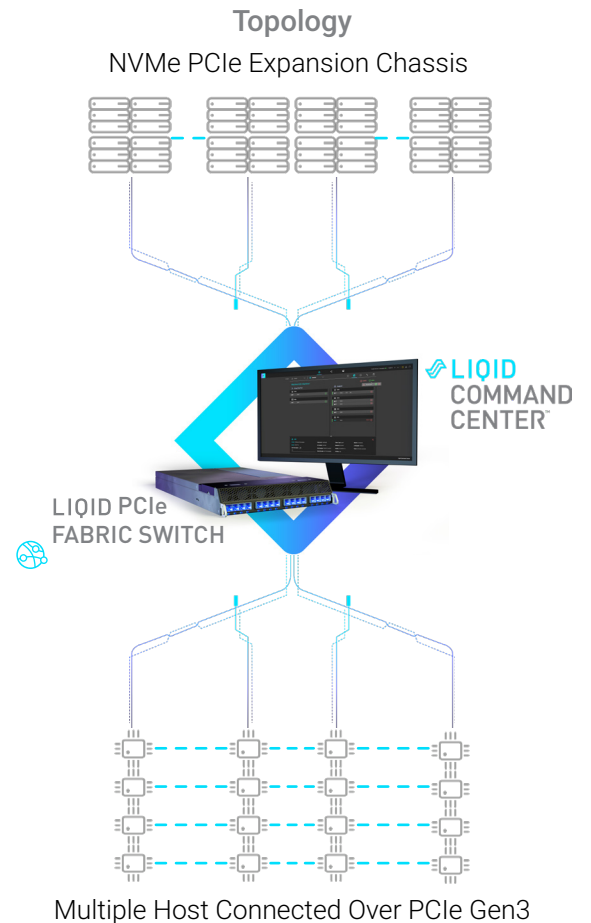 Topology
NVMe PCIe Expansion Chassis
LIQID
COMMAND
CENTER™
LIQID PCIe
FABRIC SWITCH
Multiple Host Connected Over PCIe Gen3